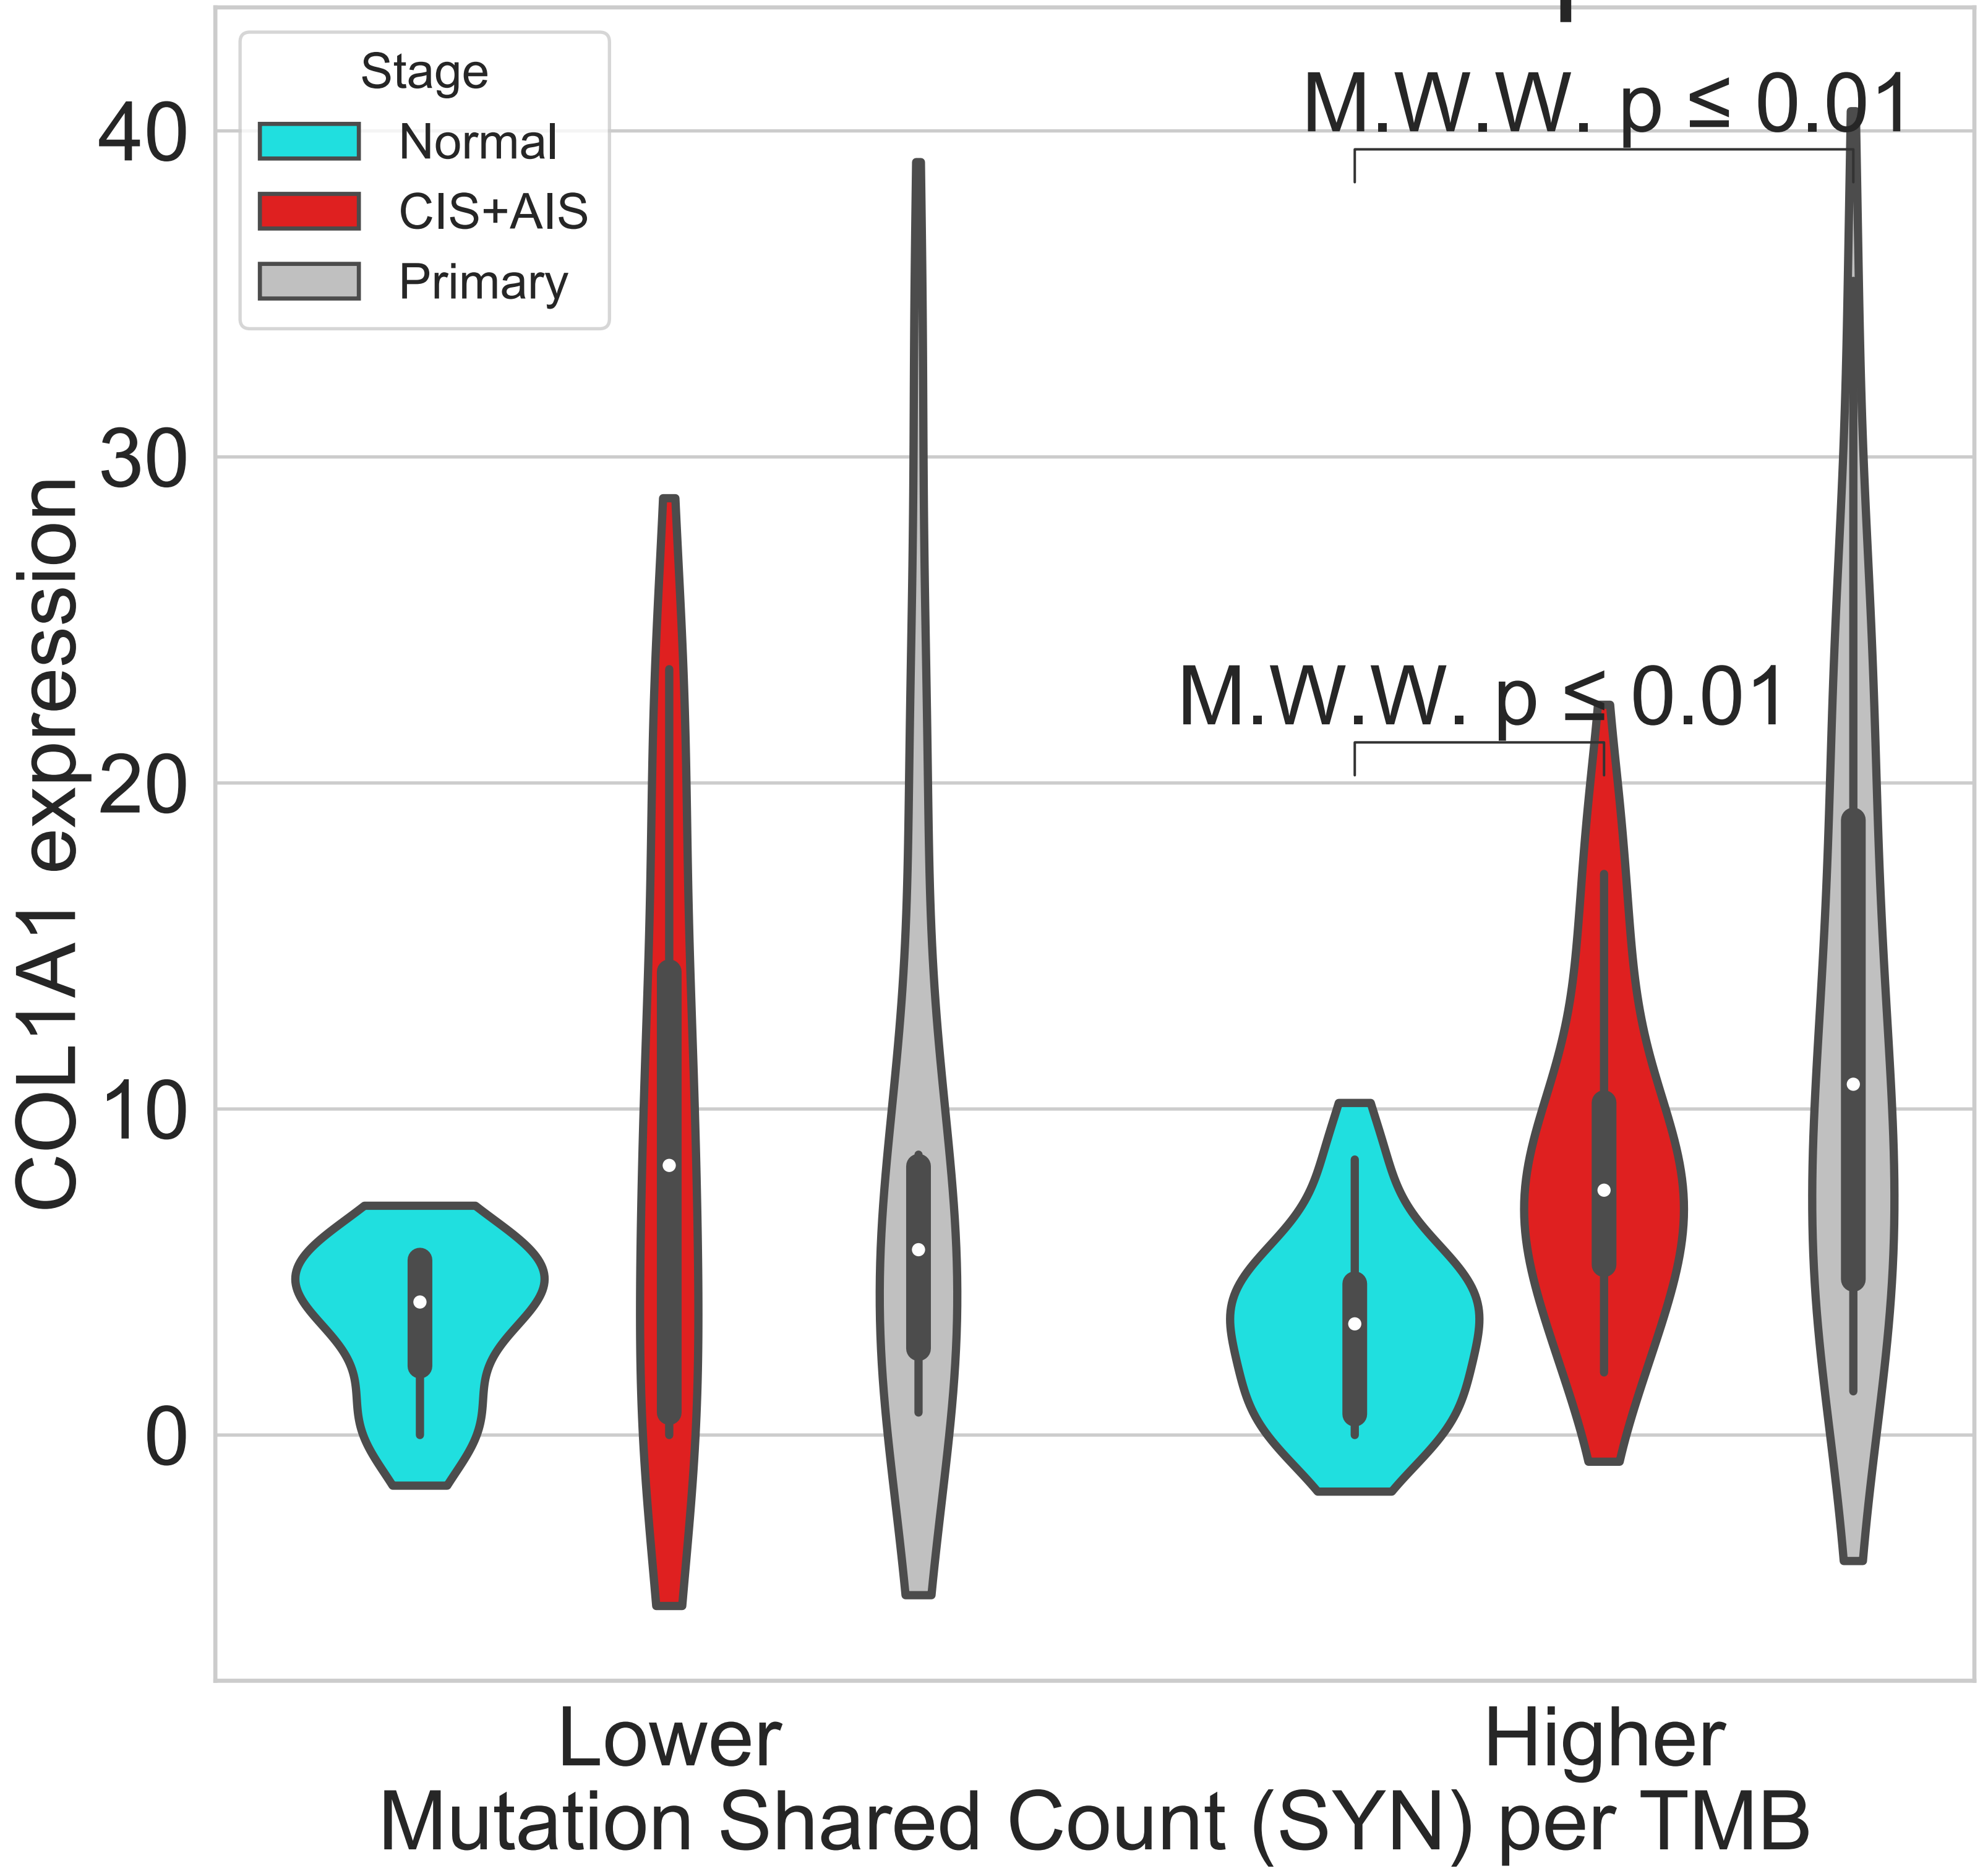 Stage
Normal
CIS+AIS
Primary
M.W.W. p ≤ 0.01
M.W.W. p ≤ 0.01
40
30
20
10
0
COL1A1 expression
Lower
Higher
Mutation Shared Count (SYN) per TMB